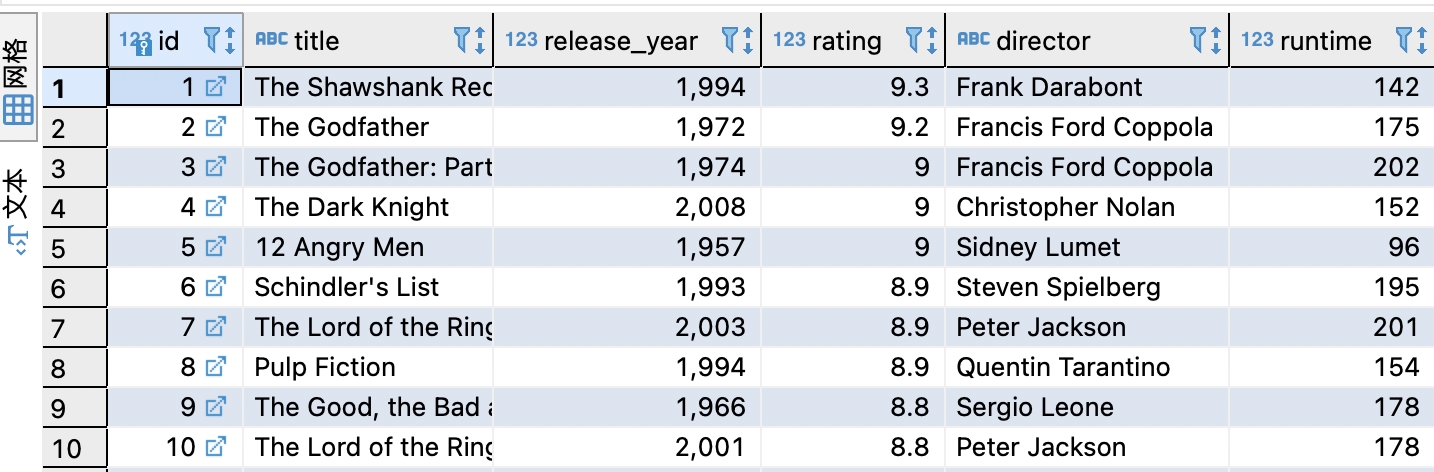 网格
文本
123 id ABC title 123 release_year 123 rating ABC director 123 runtime
1 1 The Shawshank Red 1,994 9.3 Frank Darabont 142
2 2 The Godfather 1,972 9.2 Francis Ford Coppola 175
3 3 The Godfather: Part 1,974 9 Francis Ford Coppola 202
4 4 The Dark Knight 2,008 9 Christopher Nolan 152
5 5 12 Angry Men 1,957 9 Sidney Lumet 96
6 6 Schindler's List 1,993 8.9 Steven Spielberg 195
7 7 The Lord of the Ring 2,003 8.9 Peter Jackson 201
8 8 Pulp Fiction 1,994 8.9 Quentin Tarantino 154
9 9 The Good, the Bad a 1,966 8.8 Sergio Leone 178
10 10 The Lord of the Ring 2,001 8.8 Peter Jackson 178